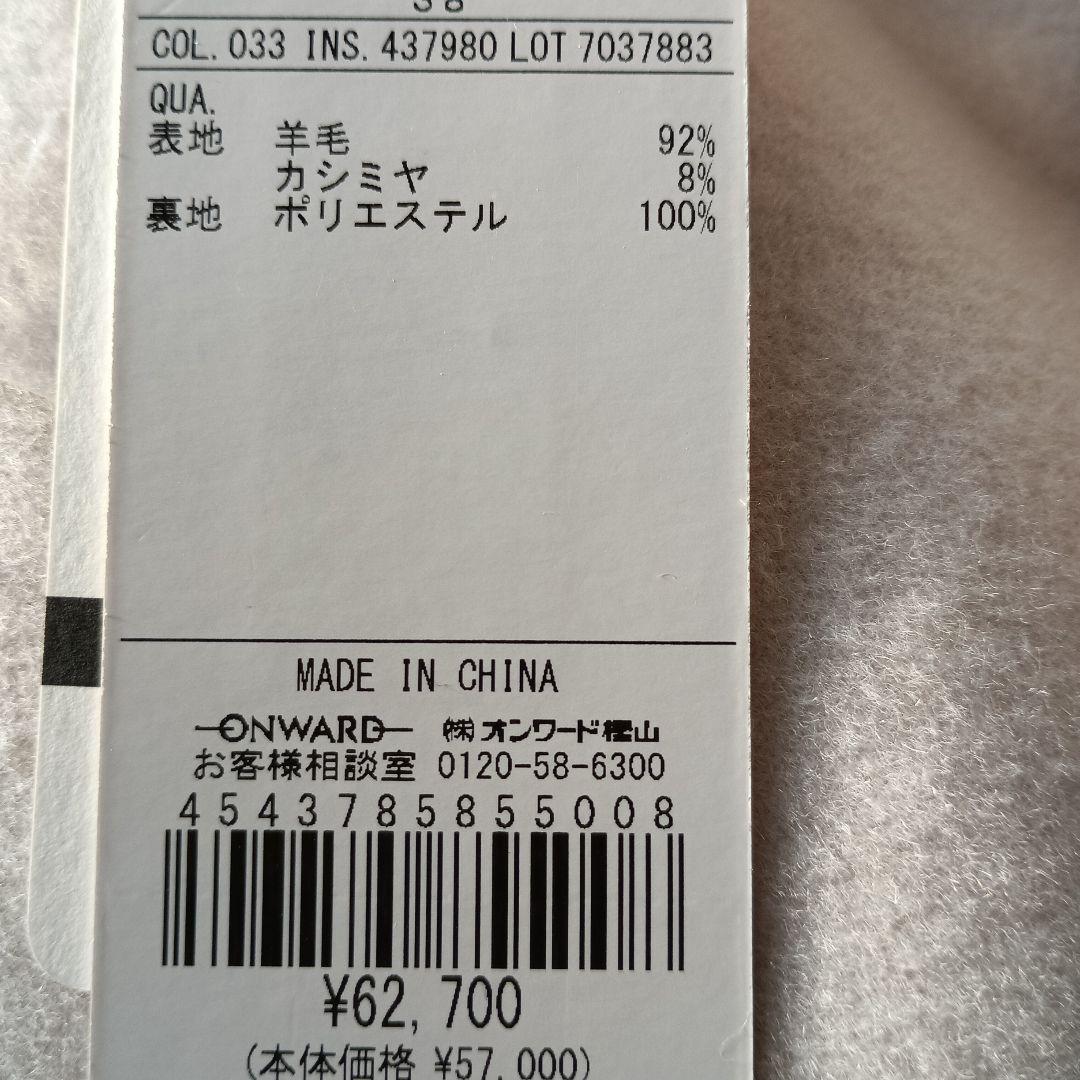 38
COL. 033 INS. 437980 LOT 7037883
QUA.
表地 羊毛 92%
カシミヤ 8%
裏地 ポリエステル 100%
MADE IN CHINA
ONWARD ㈱オンワード樫山
お客様相談室 0120-58-6300
4543785855008
¥62,700
(本体価格 ¥57,000)